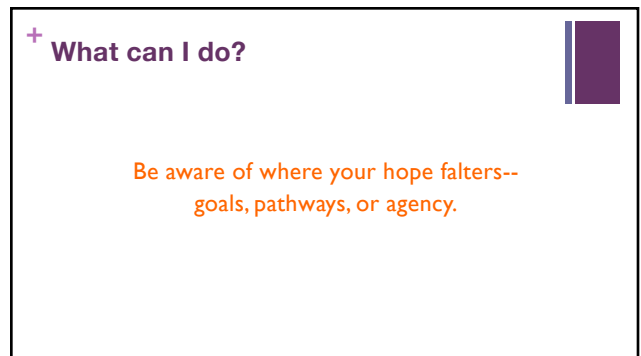 +
What can I do?
Be aware of where your hope falters--
goals, pathways, or agency.